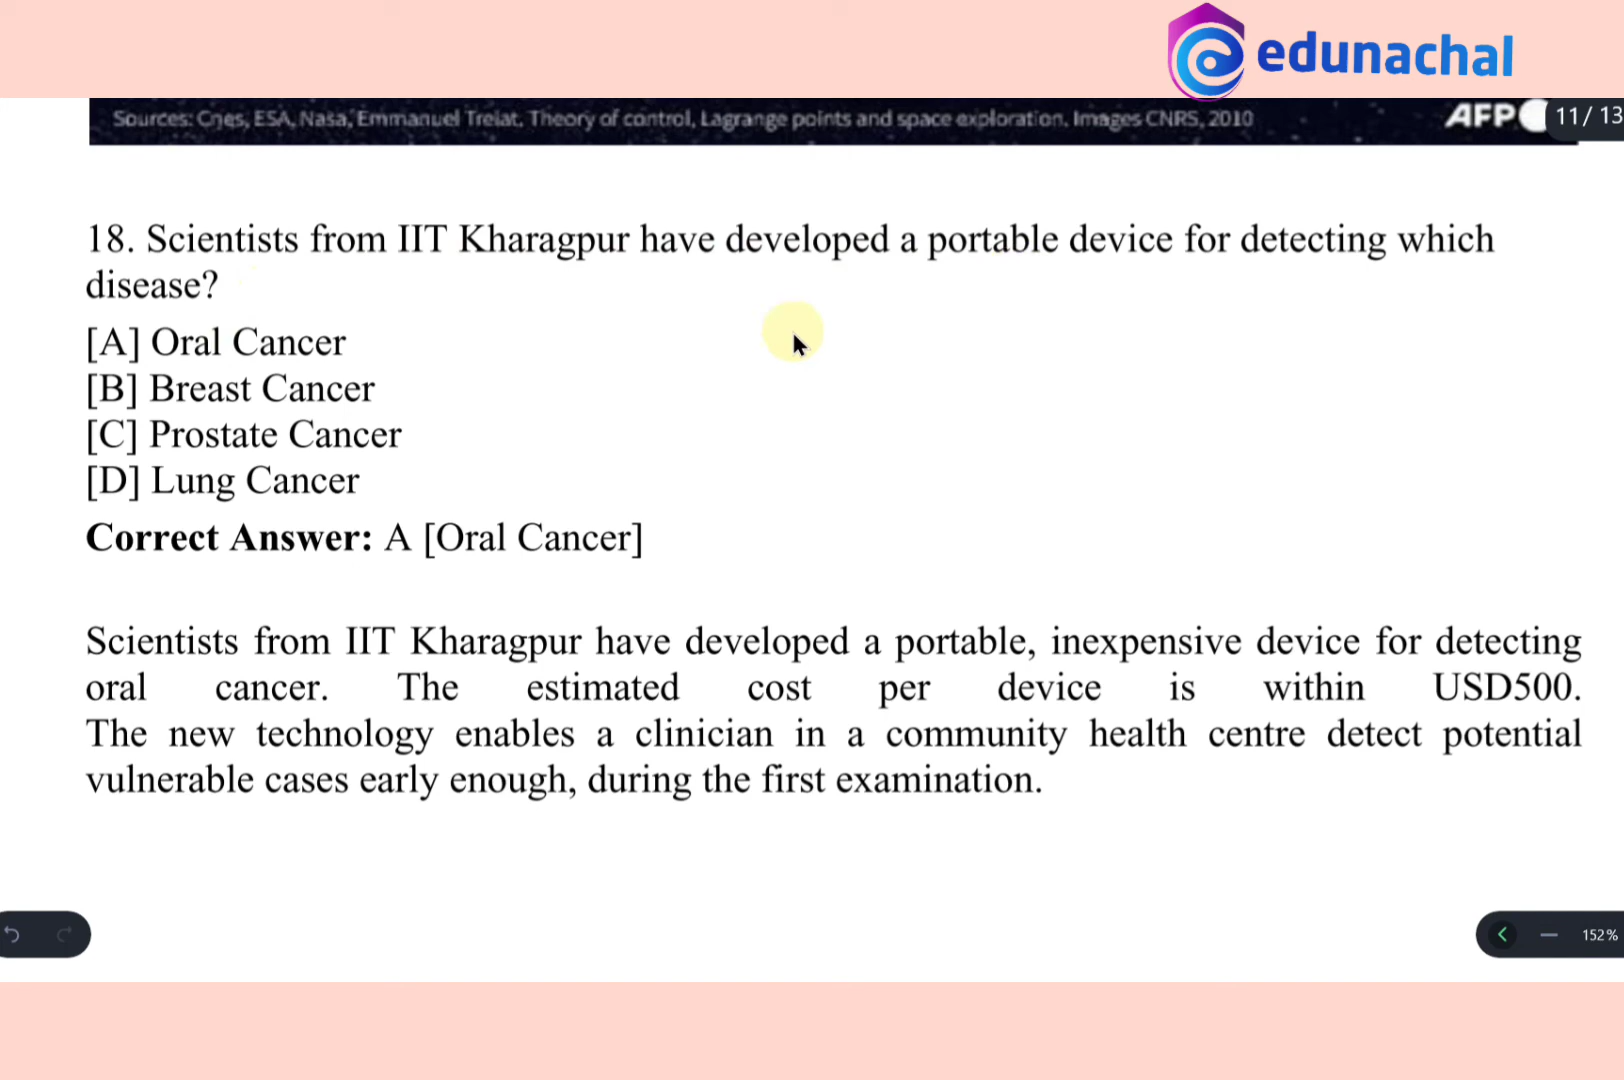 edunachal
Sources: Cnes, ESA, Nasa, Emmanuel Trelat, Theory of control, Lagrange points and space exploration, Images CNRS, 2010
AFP
11 / 13
18. Scientists from IIT Kharagpur have developed a portable device for detecting which
disease?
[A] Oral Cancer
[B] Breast Cancer
[C] Prostate Cancer
[D] Lung Cancer
Correct Answer: A [Oral Cancer]
Scientists from IIT Kharagpur have developed a portable, inexpensive device for detecting
oral cancer. The estimated cost per device is within USD500.
The new technology enables a clinician in a community health centre detect potential
vulnerable cases early enough, during the first examination.
152%